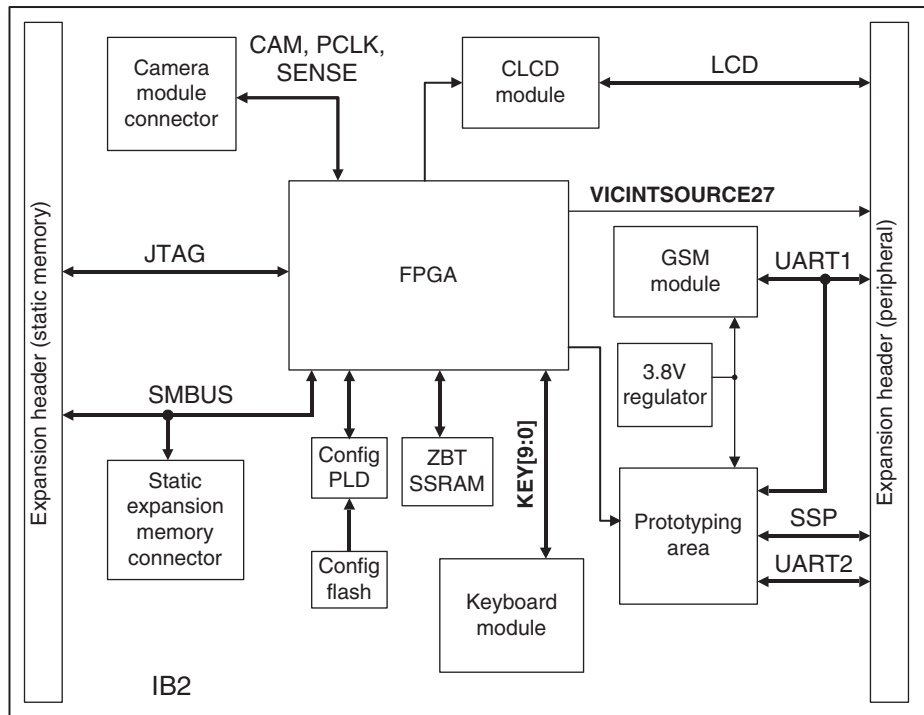 Expansion header (static memory)
Camera
module
connector
CAM, PCLK,
SENSE
CLCD
module
LCD
Expansion header (peripheral)
VICINTSOURCE27
JTAG
FPGA
GSM
module
UART1
3.8V
regulator
SMBUS
Static
expansion
memory
connector
Config
PLD
ZBT
SSRAM
KEY[9:0]
Config
flash
Keyboard
module
Prototyping
area
SSP
UART2
IB2